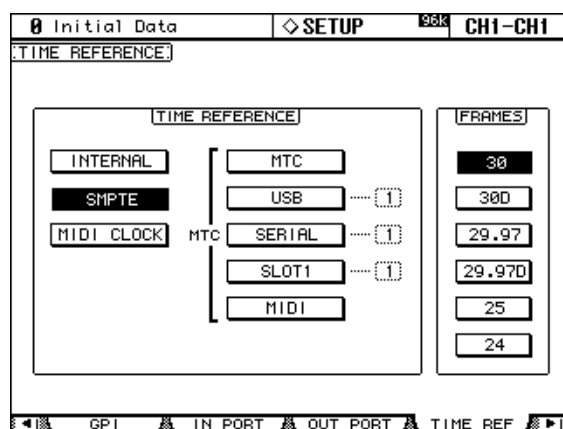 0 Initial Data ◇SETUP 96K CH1-CH1
TIME REFERENCE
TIME REFERENCE FRAMES
INTERNAL MTC 30
SMPTE USB 1 30D
MIDI CLOCK MTC SERIAL 1 29.97
SLOT1 1 29.97D
MIDI 25
24
GPI IN PORT OUT PORT TIME REF